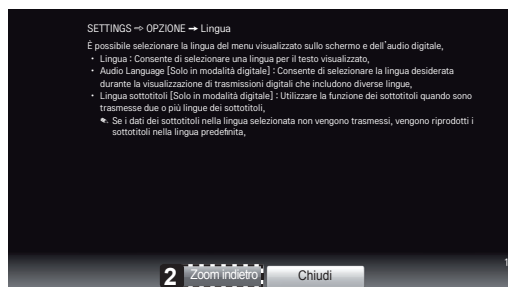 SETTINGS ⇨ OPZIONE ➙ Lingua
È possibile selezionare la lingua del menu visualizzato sullo schermo e dell'audio digitale,
• Lingua : Consente di selezionare una lingua per il testo visualizzato,
• Audio Language [Solo in modalità digitale] : Consente di selezionare la lingua desiderata
durante la visualizzazione di trasmissioni digitali che includono diverse lingue,
• Lingua sottotitoli [Solo in modalità digitale] : Utilizzare la funzione dei sottotitoli quando sono
trasmesse due o più lingue dei sottotitoli,
✎ Se i dati dei sottotitoli nella lingua selezionata non vengono trasmessi, vengono riprodotti i
sottotitoli nella lingua predefinita,
1
2 Zoom indietro Chiudi